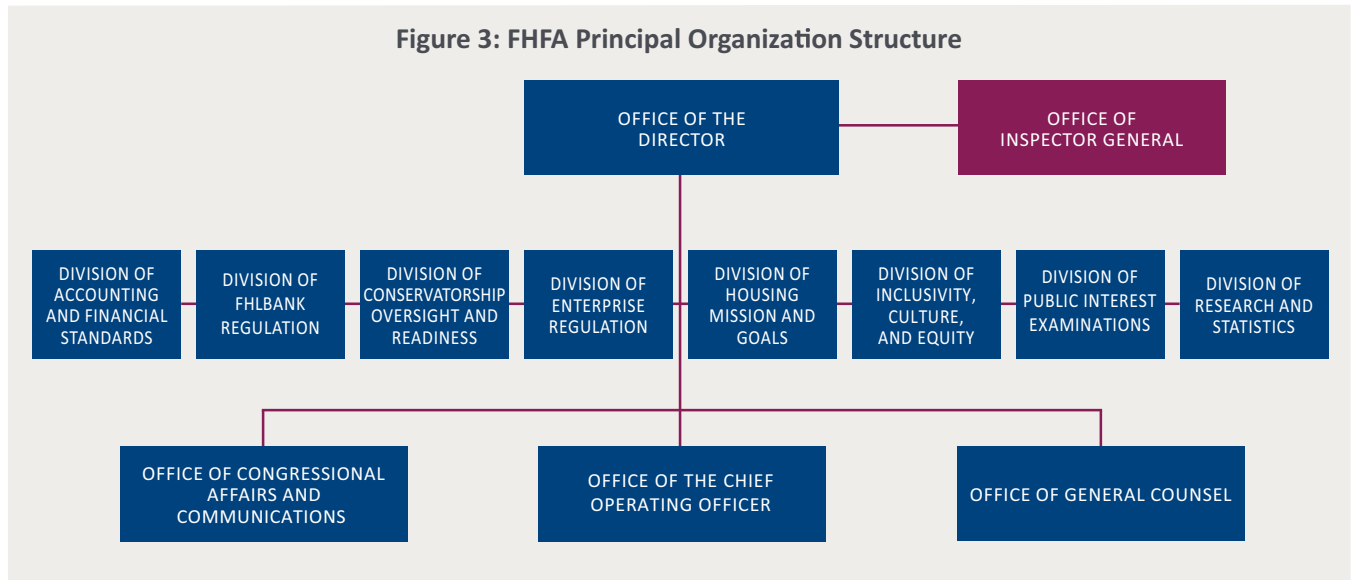 Figure 3: FHFA Principal Organization Structure
OFFICE OF THE
DIRECTOR
OFFICE OF
INSPECTOR GENERAL
DIVISION OF
ACCOUNTING
AND FINANCIAL
STANDARDS
DIVISION OF
FHLBANK
REGULATION
DIVISION OF
CONSERVATORSHIP
OVERSIGHT AND
READINESS
DIVISION OF
ENTERPRISE
REGULATION
DIVISION OF
HOUSING
MISSION AND
GOALS
DIVISION OF
INCLUSIVITY,
CULTURE,
AND EQUITY
DIVISION OF
PUBLIC INTEREST
EXAMINATIONS
DIVISION OF
RESEARCH AND
STATISTICS
OFFICE OF CONGRESSIONAL
AFFAIRS AND
COMMUNICATIONS
OFFICE OF THE CHIEF
OPERATING OFFICER
OFFICE OF GENERAL COUNSEL